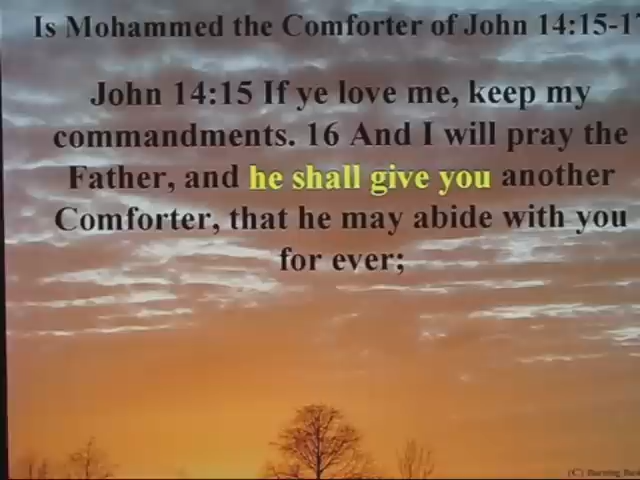 Is Mohammed the Comforter of John 14:15-17
John 14:15 If ye love me, keep my
commandments. 16 And I will pray the
Father, and he shall give you another
Comforter, that he may abide with you
for ever;
(C) Burning